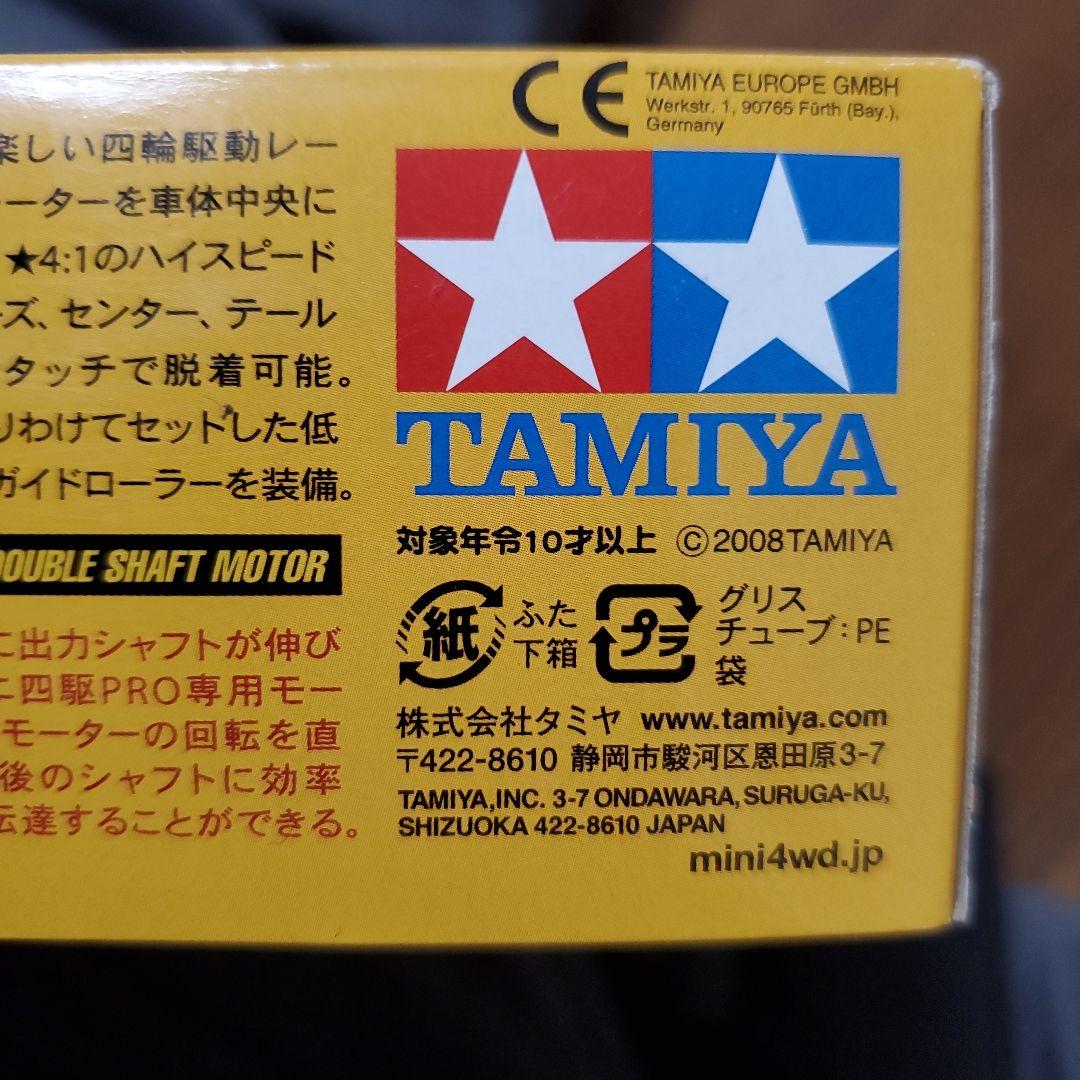 楽しい四輪駆動レー
ーターを車体中央に
★4:1のハイスピード
ズ、センター、テール
タッチで脱着可能。
りわけてセットした低
ガイドローラーを装備。
DOUBLE SHAFT MOTOR
に出力シャフトが伸び
ニ四駆PRO専用モー
モーターの回転を直
後のシャフトに効率
伝達することができる。
CE
TAMIYA EUROPE GMBH
Werkstr. 1, 90765 Fürth (Bay.),
Germany
TAMIYA
対象年令10才以上 ©2008TAMIYA
紙 ふた
下箱
プラ グリス
チューブ:PE
袋
株式会社タミヤ www.tamiya.com
〒422-8610 静岡市駿河区恩田原3-7
TAMIYA,INC. 3-7 ONDAWARA, SURUGA-KU,
SHIZUOKA 422-8610 JAPAN
mini4wd.jp